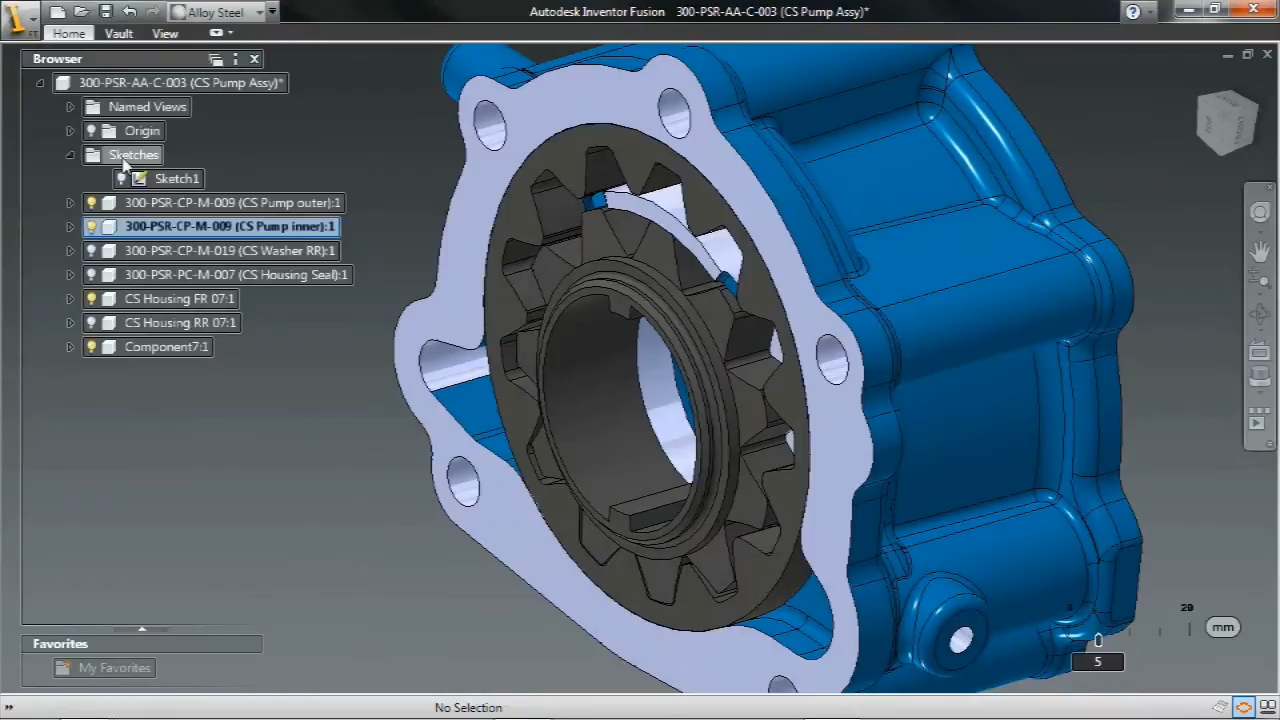 Alloy Steel
Autodesk Inventor Fusion 300-PSR-AA-C-003 (CS Pump Assy)*
FT
Home Vault View
Browser
300-PSR-AA-C-003 (CS Pump Assy)*
Named Views
Origin
Sketches
Sketch1
300-PSR-CP-M-009 (CS Pump outer):1
300-PSR-CP-M-009 (CS Pump inner):1
300-PSR-CP-M-019 (CS Washer RR):1
300-PSR-PC-M-007 (CS Housing Seal):1
CS Housing FR 07:1
CS Housing RR 07:1
Component7:1
20
mm
5
Favorites
My Favorites
No Selection